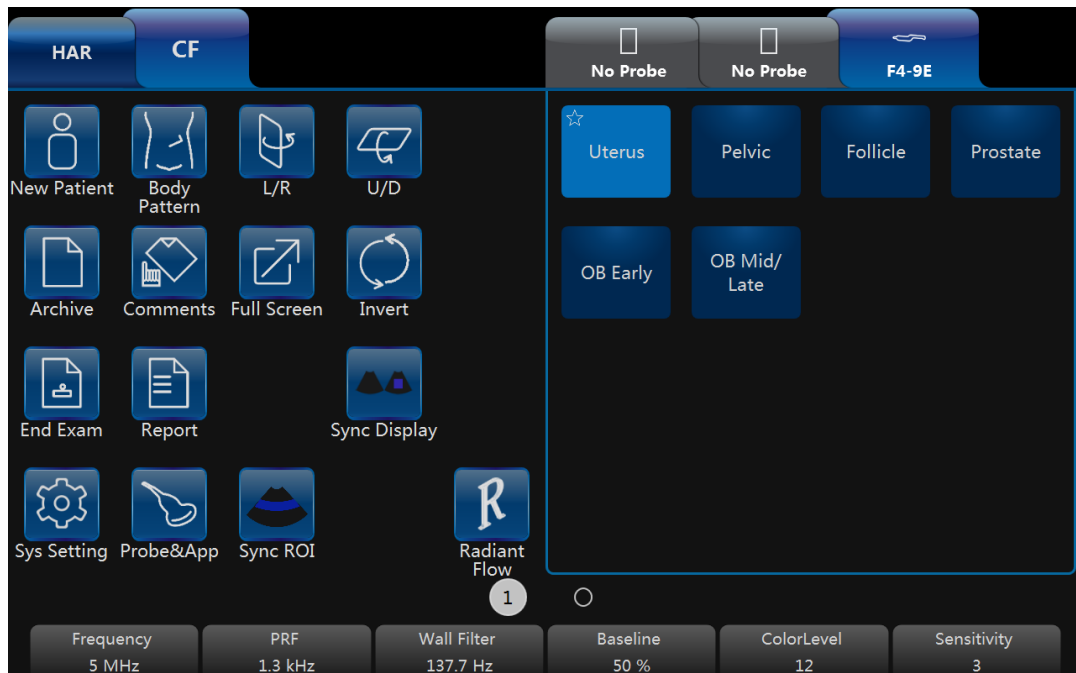 HAR
CF
No Probe
No Probe
F4-9E
New Patient
Body
Pattern
L/R
U/D
Uterus
Pelvic
Follicle
Prostate
Archive
Comments
Full Screen
Invert
OB Early
OB Mid/
Late
End Exam
Report
Sync Display
Sys Setting
Probe&App
Sync ROI
R
Radiant
Flow
1
Frequency
PRF
Wall Filter
Baseline
ColorLevel
Sensitivity
5 MHz
1.3 kHz
137.7 Hz
50 %
12
3